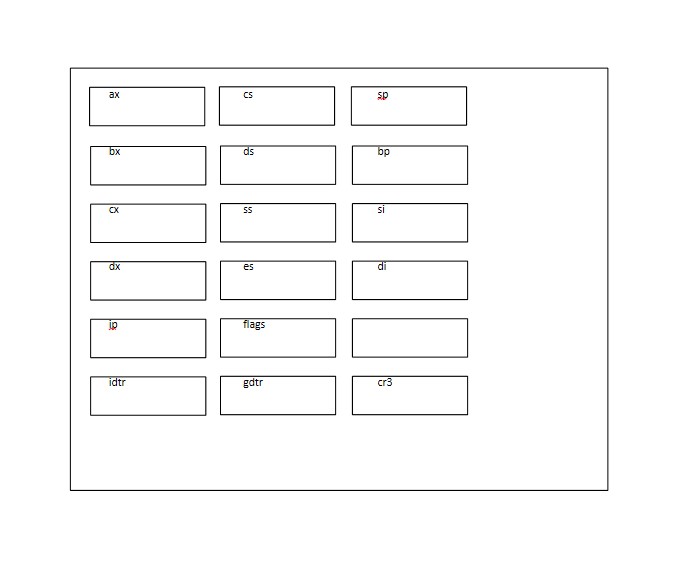 ax cs sp
bx ds bp
cx ss si
dx es di
ip flags
idtr gdtr cr3